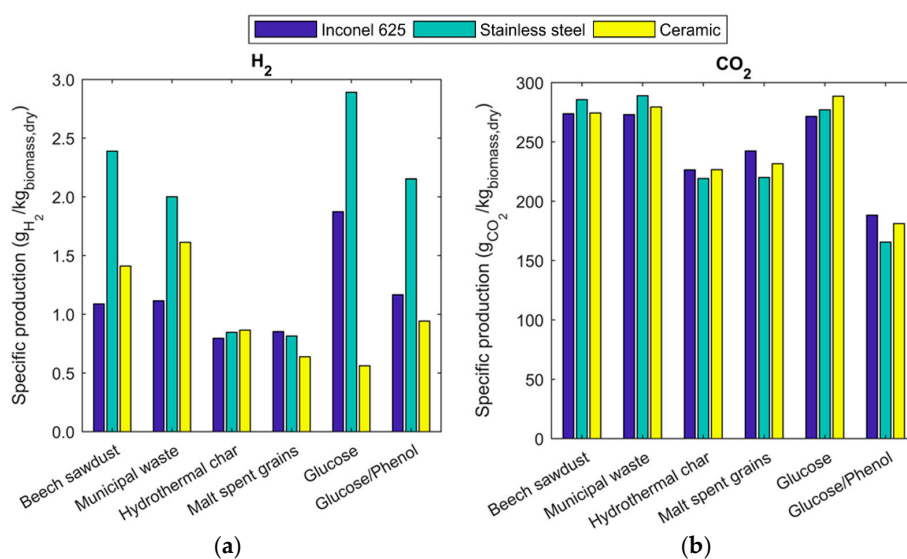 Inconel 625 Stainless steel Ceramic
H2
Specific production (gH2/kgbiomass,dry)
3.0
2.5
2.0
1.5
1.0
0.5
0.0
Beech sawdust
Municipal waste
Hydrothermal char
Malt spent grains
Glucose
Glucose/Phenol
(a)
CO2
Specific production (gCO2/kgbiomass,dry)
300
250
200
150
100
50
0
Beech sawdust
Municipal waste
Hydrothermal char
Malt spent grains
Glucose
Glucose/Phenol
(b)